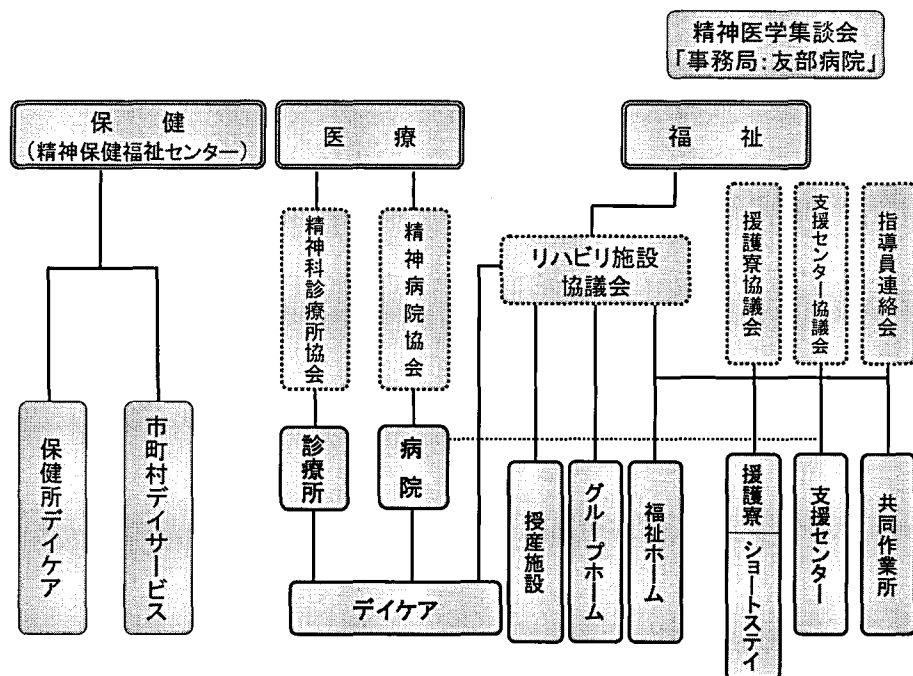 精神医学集談会
「事務局：友部病院」
保　健
（精神保健福祉センター）
医　療
福　祉
精神科診療所協会
精神病院協会
リハビリ施設
協議会
援護寮協議会
支援センター協議会
指導員連絡会
保健所デイケア
市町村デイサービス
診療所
病院
デイケア
授産施設
グループホーム
福祉ホーム
援護寮
ショートステイ
支援センター
共同作業所